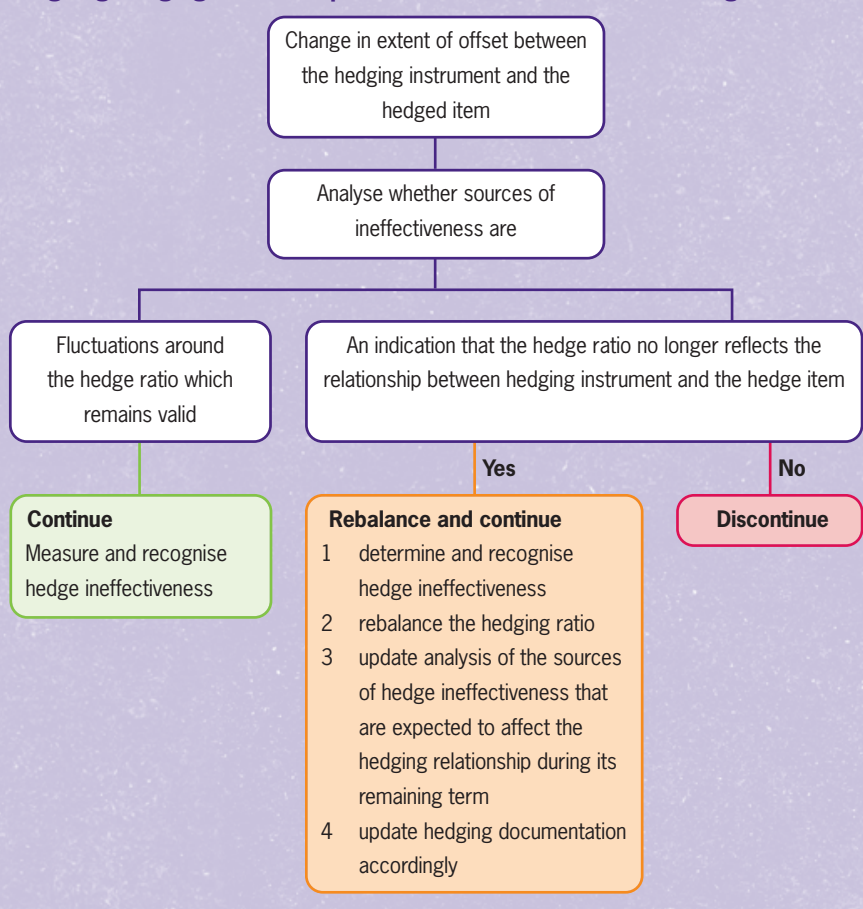 Change in extent of offset between
the hedging instrument and the
hedged item
Analyse whether sources of
ineffectiveness are
Fluctuations around
the hedge ratio which
remains valid
An indication that the hedge ratio no longer reflects the
relationship between hedging instrument and the hedge item
Yes
No
Continue
Measure and recognise
hedge ineffectiveness
Rebalance and continue
1 determine and recognise
hedge ineffectiveness
2 rebalance the hedging ratio
3 update analysis of the sources
of hedge ineffectiveness that
are expected to affect the
hedging relationship during its
remaining term
4 update hedging documentation
accordingly
Discontinue